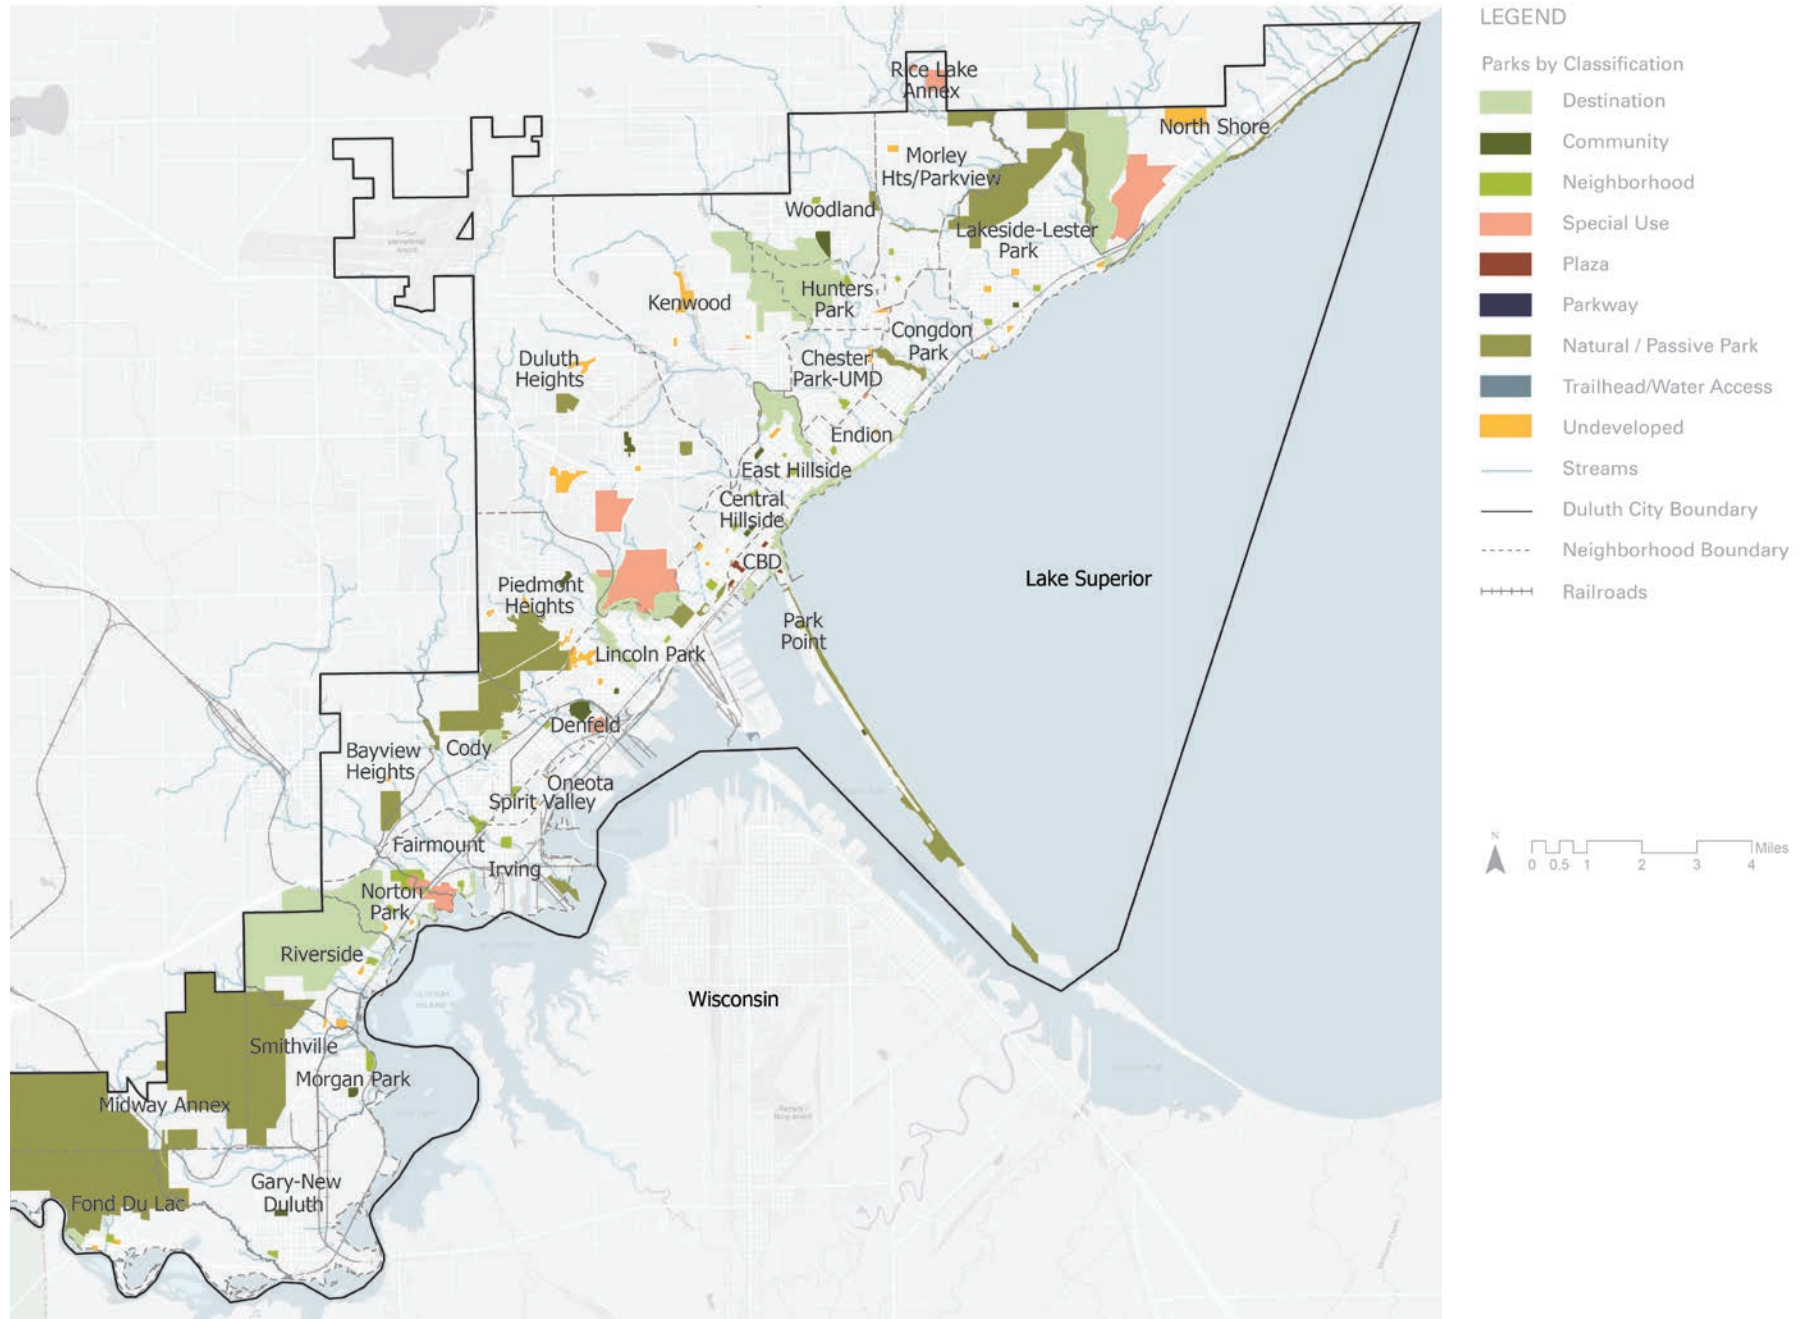 LEGEND
Parks by Classification
Destination
Community
Neighborhood
Special Use
Plaza
Parkway
Natural / Passive Park
Trailhead/Water Access
Undeveloped
Streams
Duluth City Boundary
Neighborhood Boundary
Railroads
N
0 0.5 1 2 3 4
Miles
Rice Lake
Annex
North Shore
Morley
Hts/Parkview
Woodland
Lakeside-Lester
Park
Hunters
Park
Kenwood
Congdon
Park
Duluth
Heights
Chester
Park-UMD
Endion
East Hillside
Central
Hillside
CBD
Lake Superior
Piedmont
Heights
Park
Point
Lincoln Park
Denfeld
Cody
Bayview
Heights
Oneota
Spirit Valley
Fairmount
Irving
Norton
Park
Riverside
Wisconsin
Smithville
Morgan Park
Midway Annex
Gary-New
Duluth
Fond Du Lac